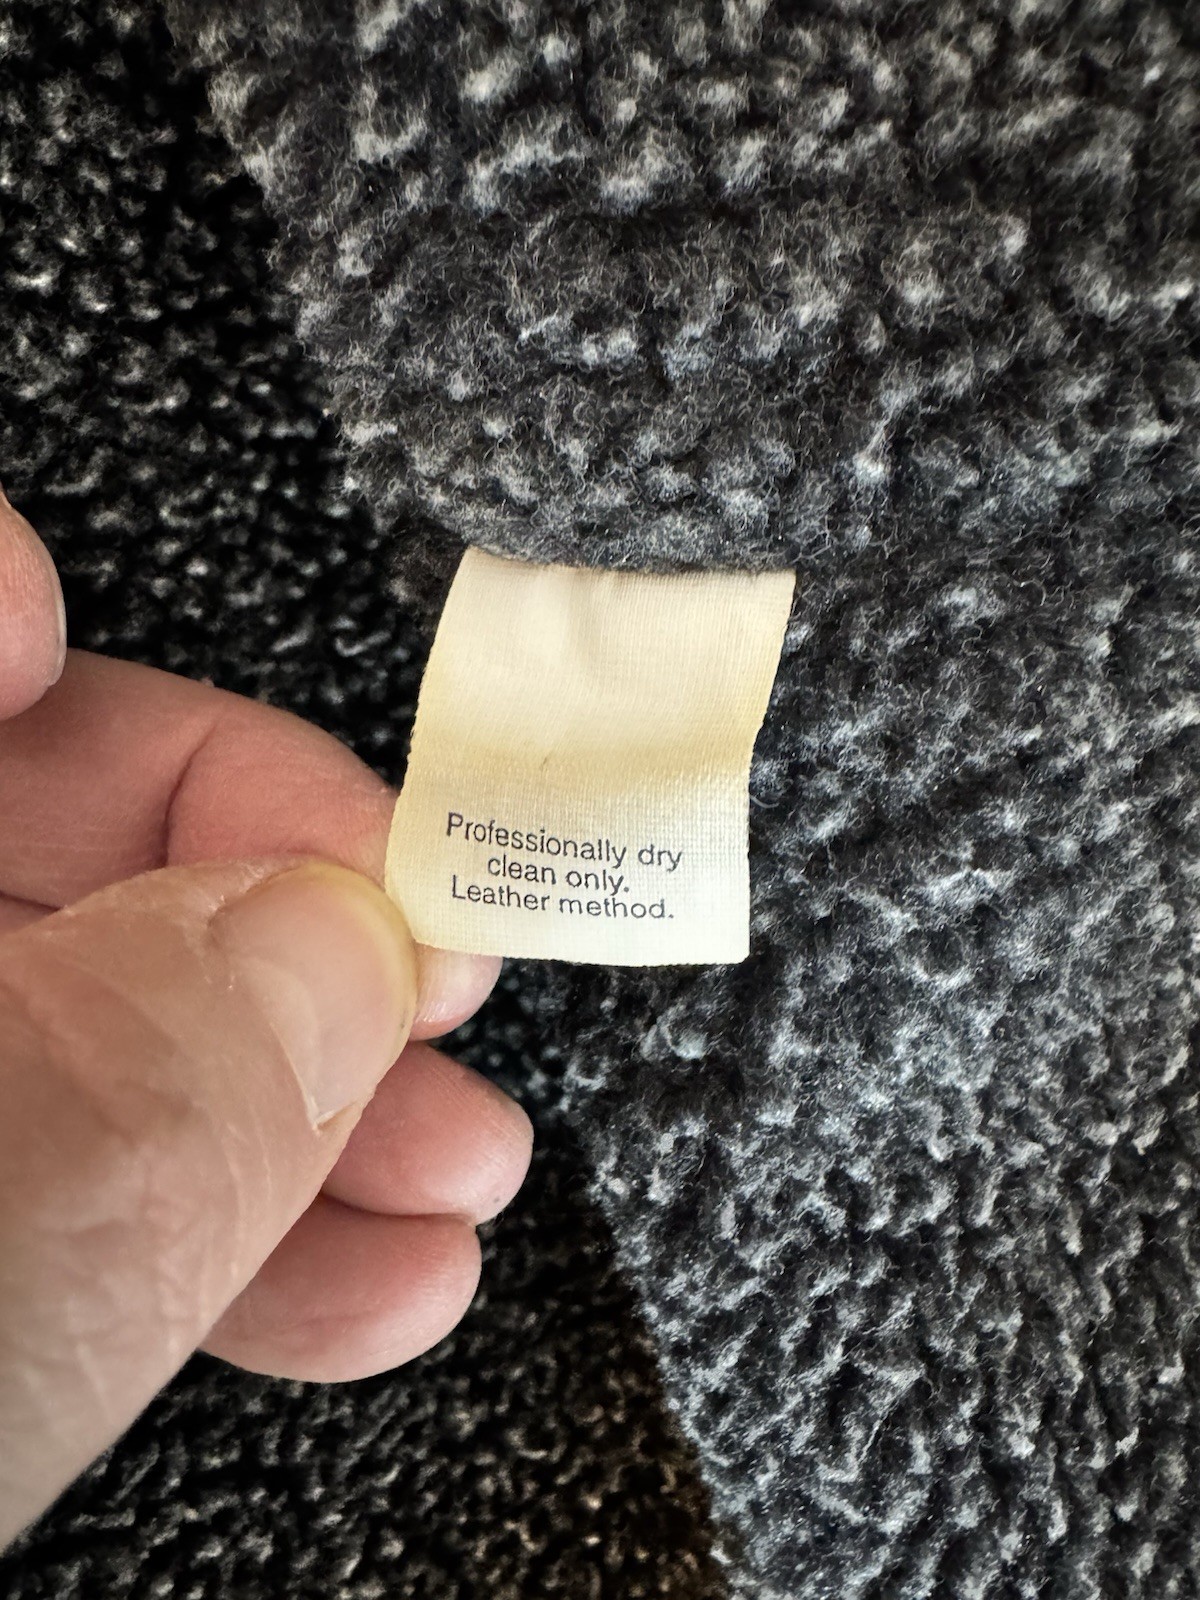 Professionally dry
clean only.
Leather method.